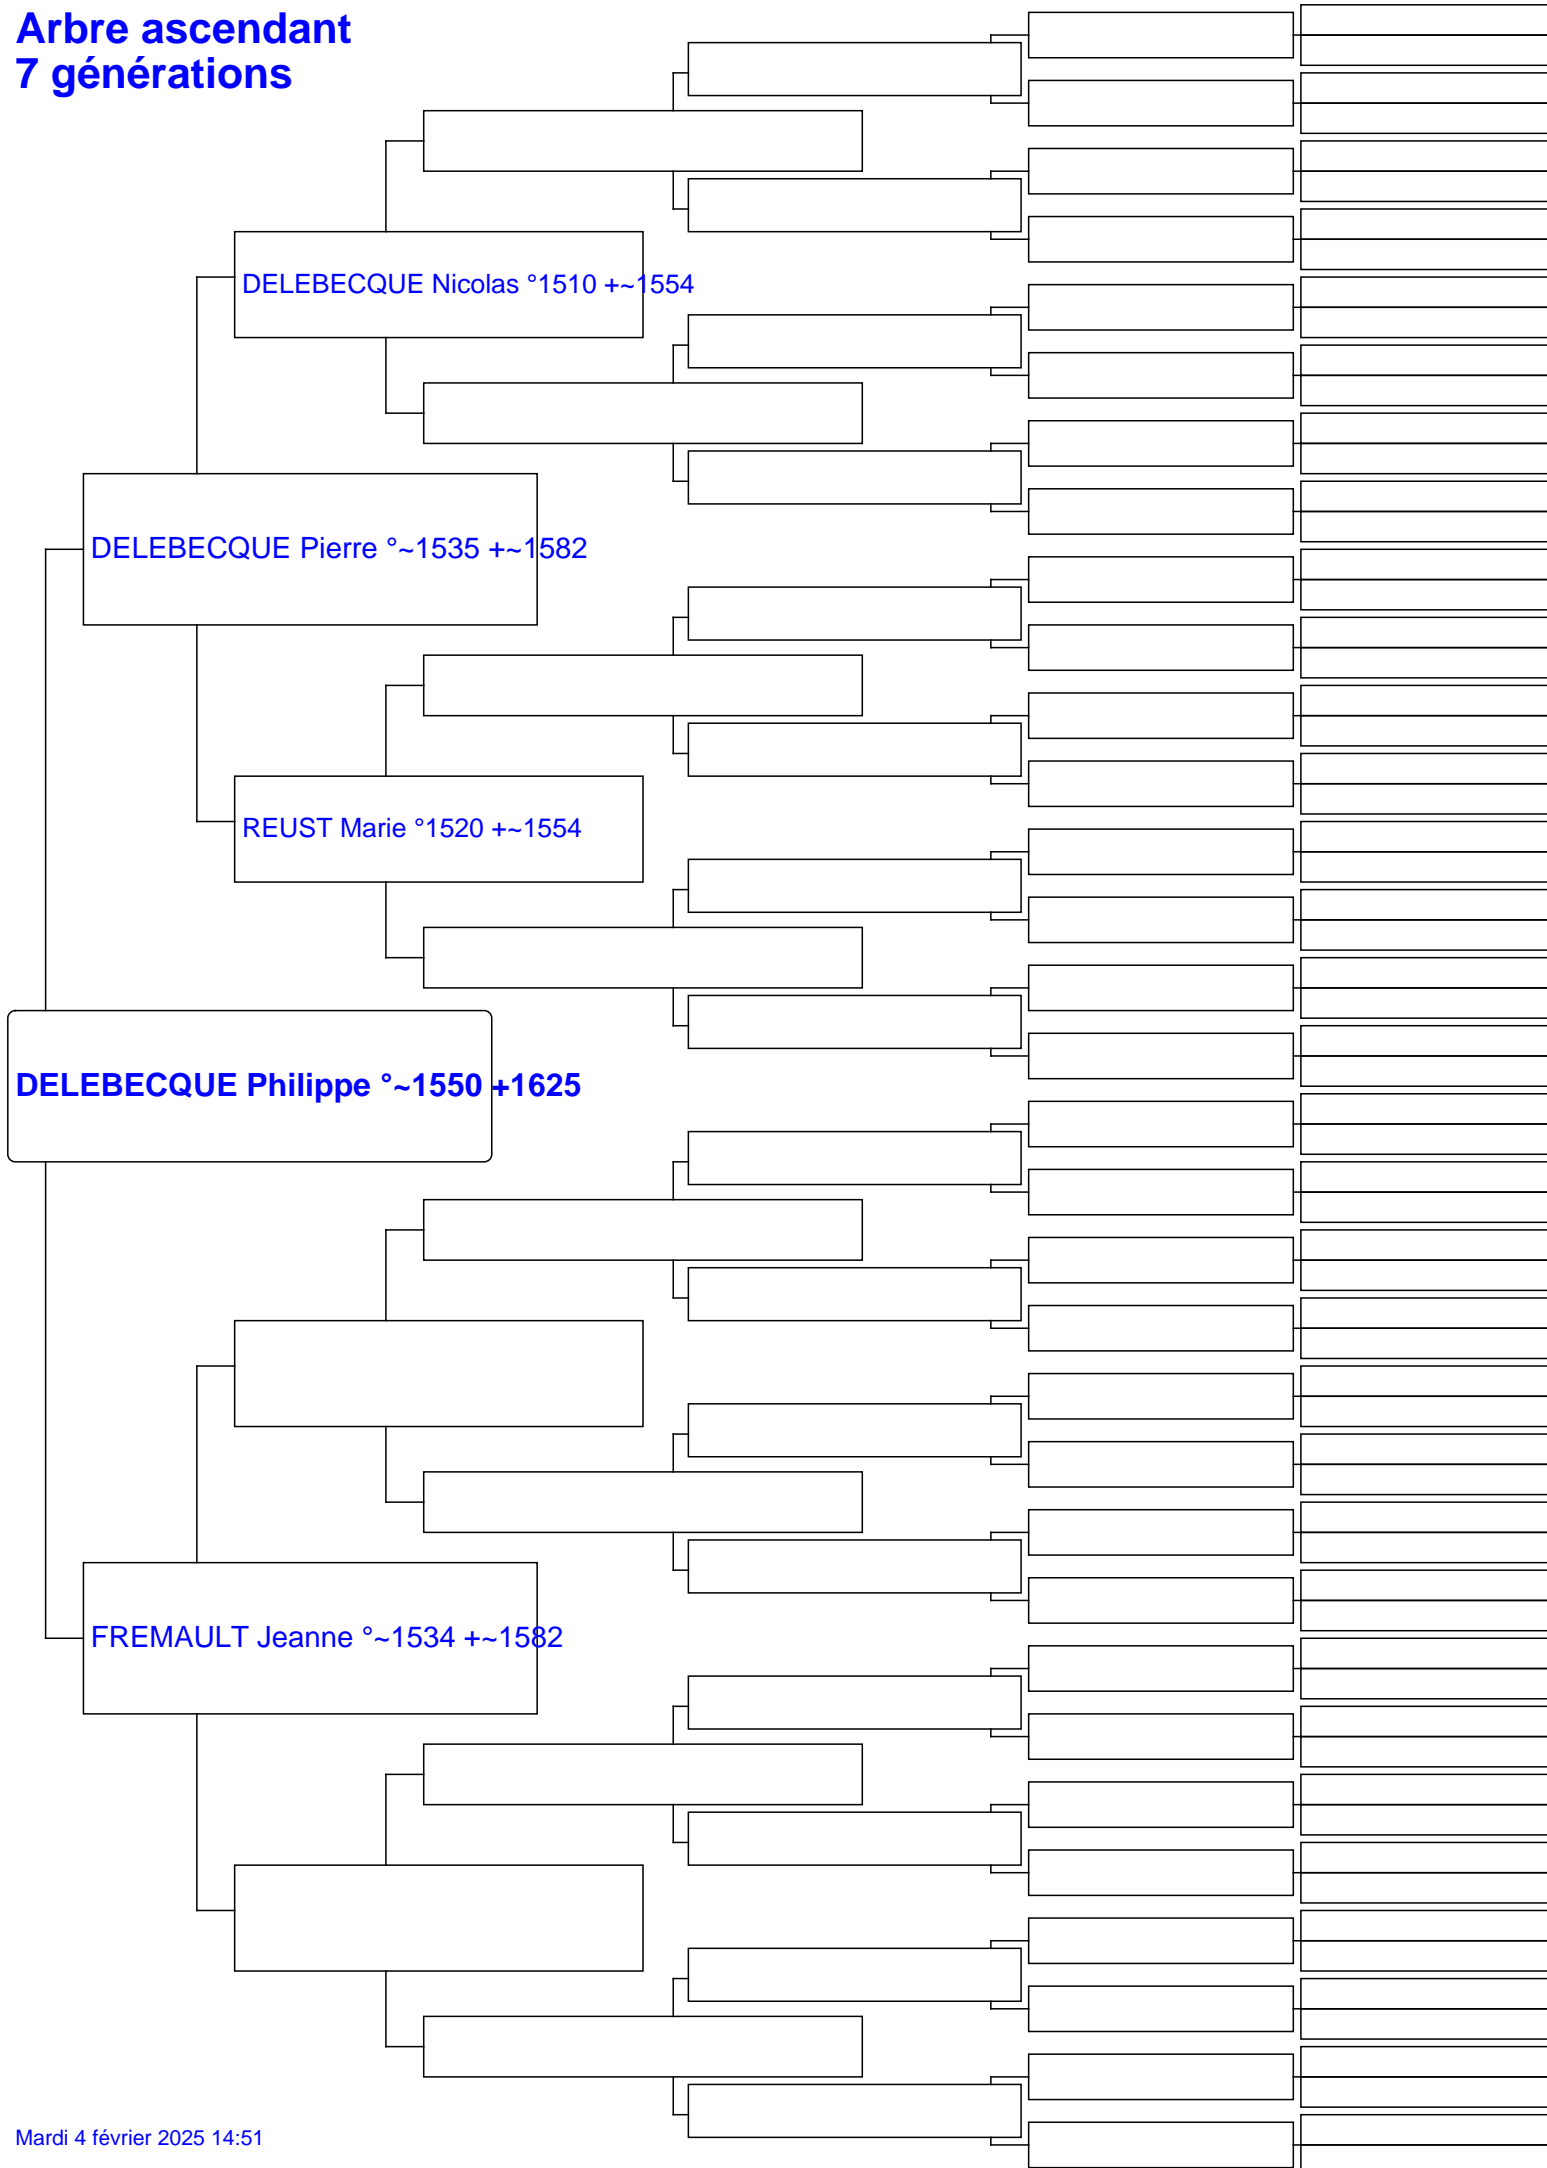 Arbre ascendant
7 générations
DELEBECQUE Nicolas °1510 +~1554
DELEBECQUE Pierre °~1535 +~1582
REUST Marie °1520 +~1554
DELEBECQUE Philippe °~1550 +1625
FREMAULT Jeanne °~1534 +~1582
Mardi 4 février 2025 14:51